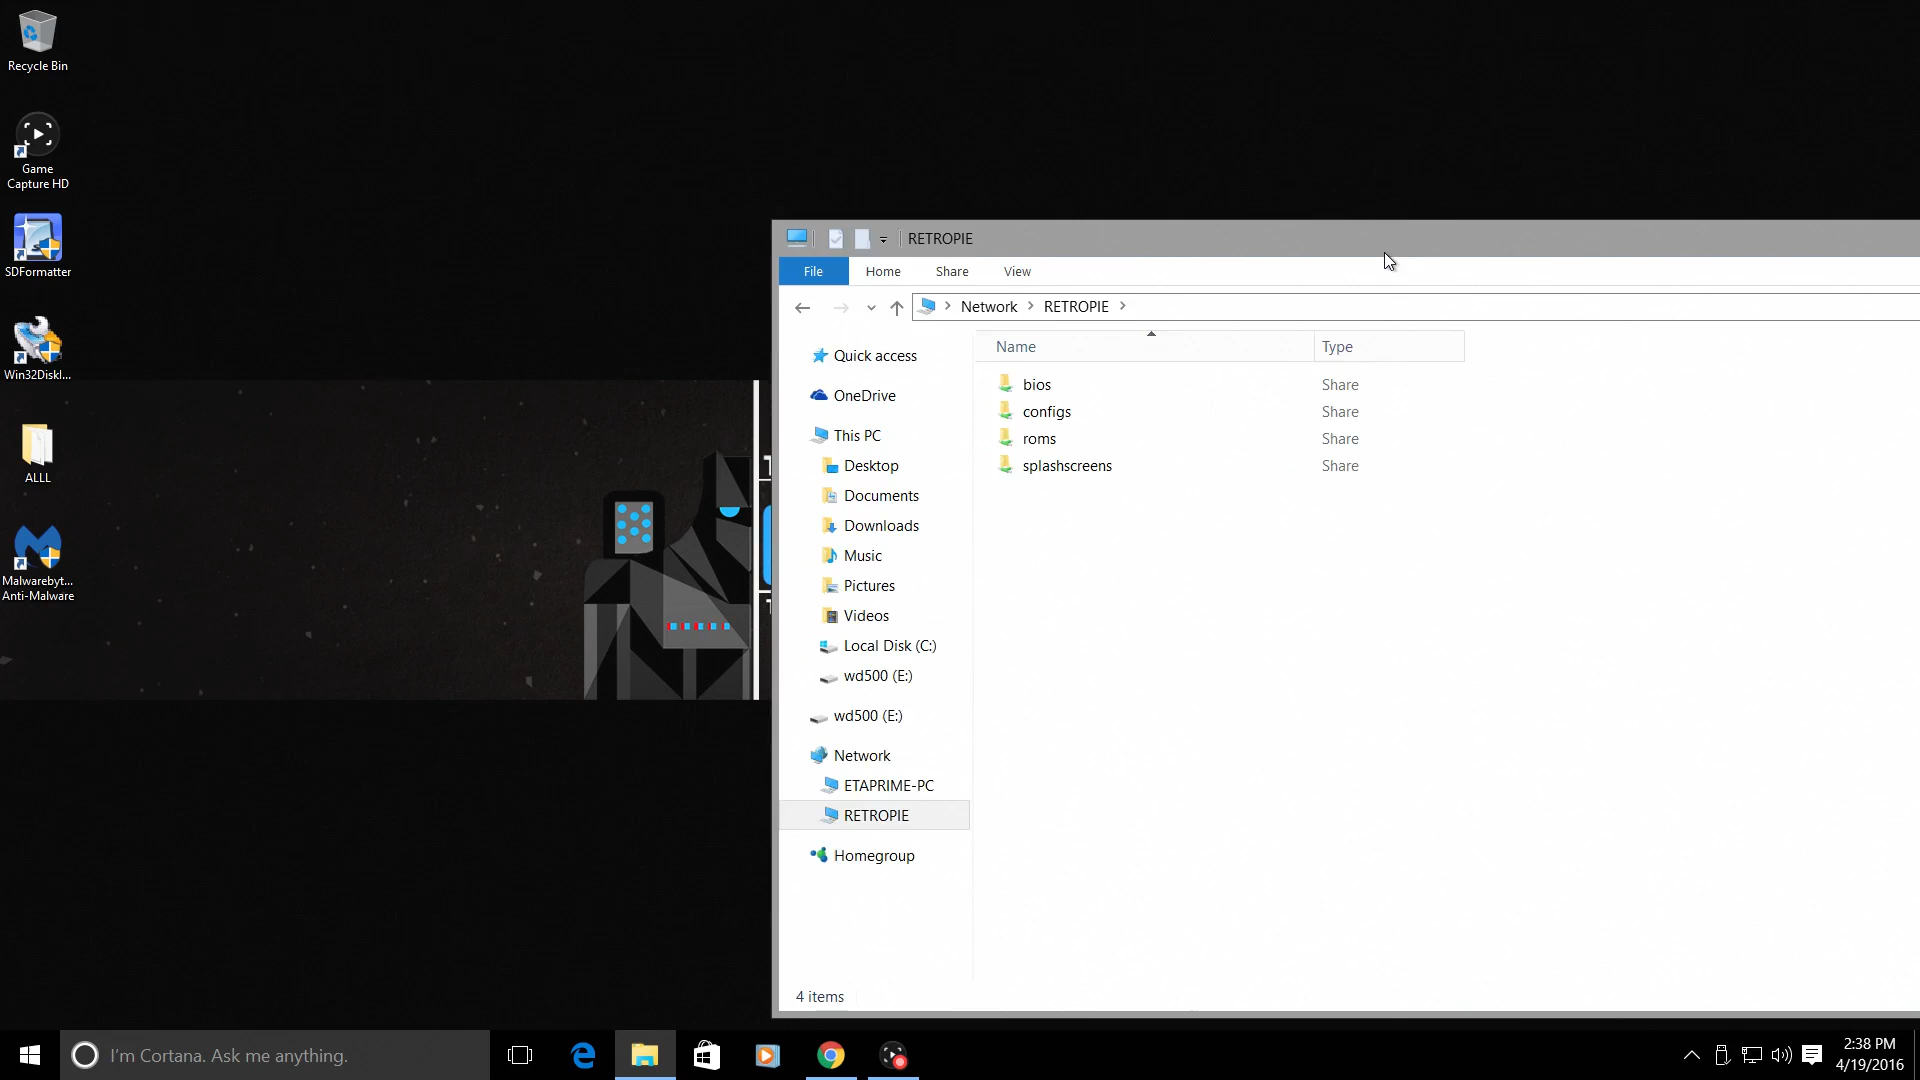 Recycle Bin
Game
Capture HD
SDFormatter
Win32DiskI...
ALLL
Malwarebyt...
Anti-Malware
RETROPIE
File Home Share View
Network RETROPIE
Name Type
Quick access
OneDrive
This PC
Desktop
Documents
Downloads
Music
Pictures
Videos
Local Disk (C:)
wd500 (E:)
wd500 (E:)
Network
ETAPRIME-PC
RETROPIE
Homegroup
bios Share
configs Share
roms Share
splashscreens Share
4 items
I'm Cortana. Ask me anything.
2:38 PM
4/19/2016